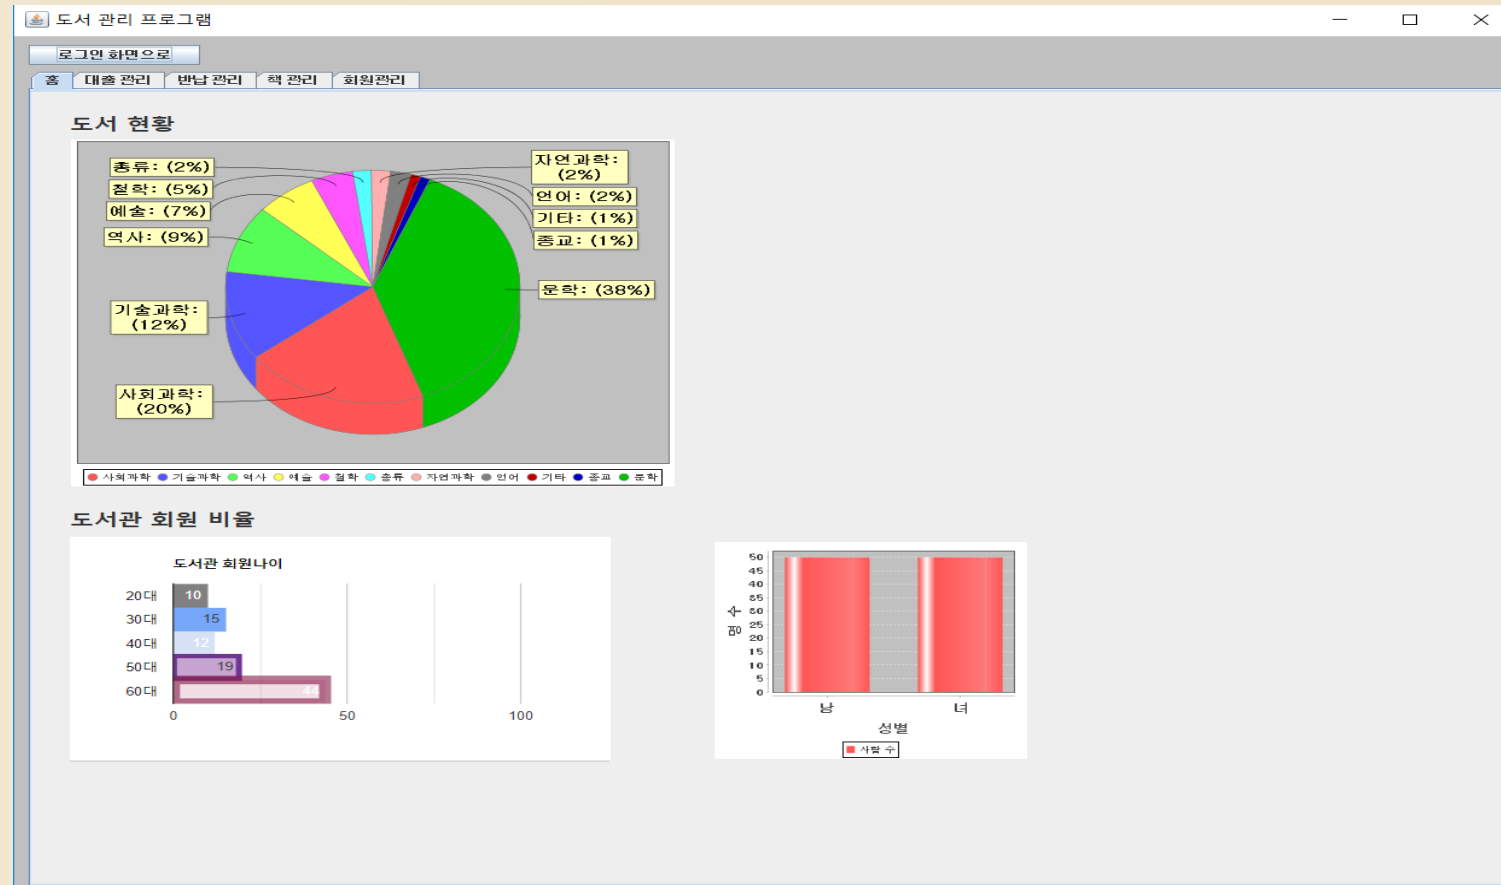 도서 관리 프로그램
로그인 화면으로
홈 대출 관리 반납 관리 책 관리 회원관리
도서 현황
총류: (2%)
철학: (5%)
예술: (7%)
역사: (9%)
기술과학:
(12%)
사회과학:
(20%)
자연과학:
(2%)
언어: (2%)
기타: (1%)
종교: (1%)
문학: (38%)
사회과학 기술과학 역사 예술 철학 총류 자연과학 언어 기타 종교 문학
도서관 회원 비율
도서관 회원나이
20대 10
30대 15
40대 12
50대 19
60대 44
0 50 100
50
45
40
35
30
25
20
15
10
5
0
명 수
남 녀
성별
사람 수